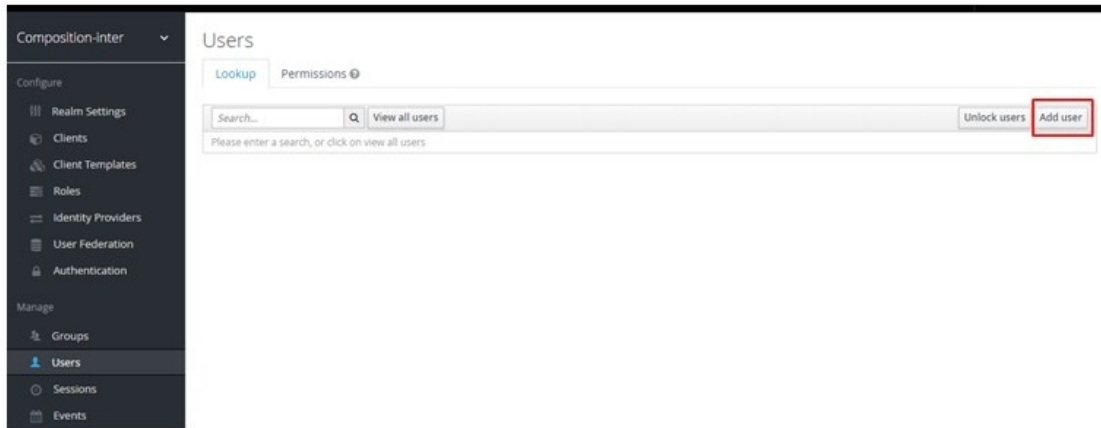 Composition-inter
Configure
Realm Settings
Clients
Client Templates
Roles
Identity Providers
User Federation
Authentication
Manage
Groups
Users
Sessions
Events
Users
Lookup Permissions
Search... View all users Unlock users Add user
Please enter a search, or click on view all users